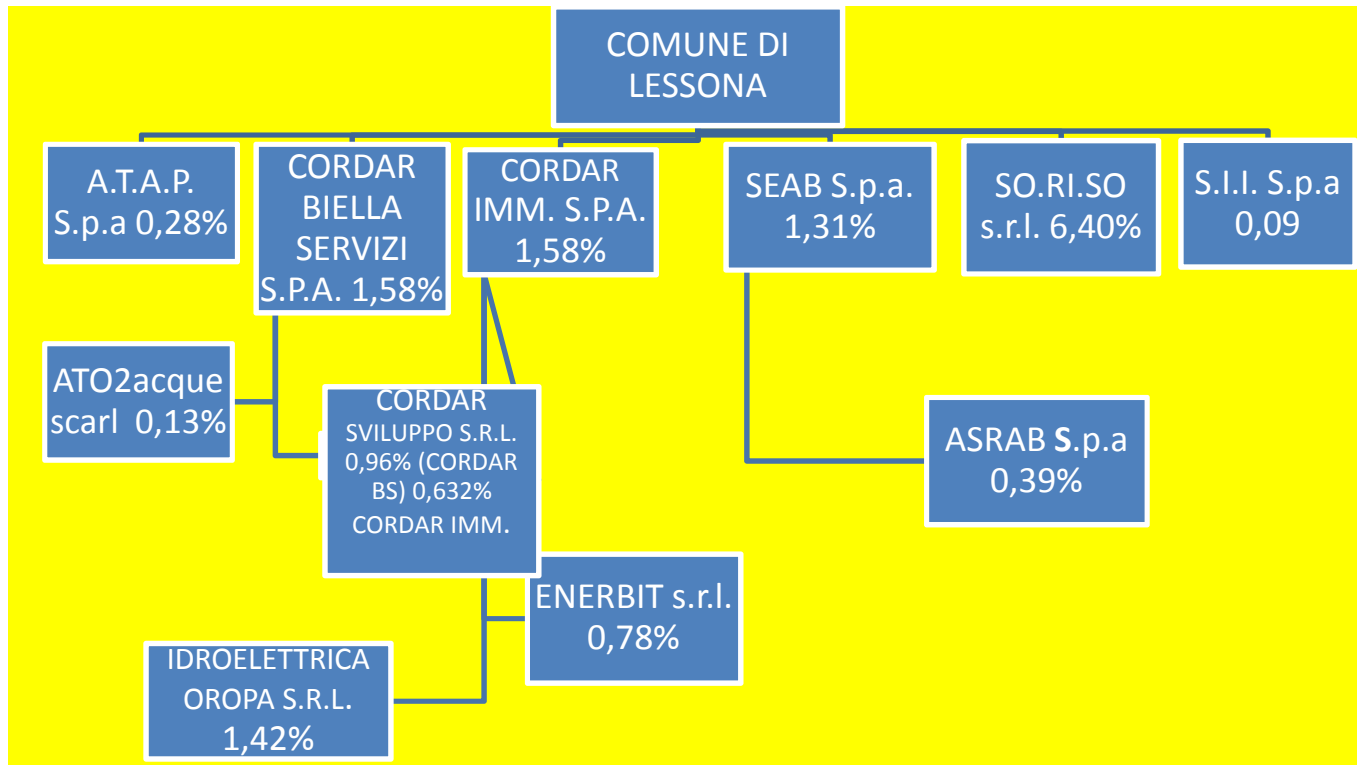 COMUNE DI
LESSONA
A.T.A.P.
S.p.a 0,28%
CORDAR
BIELLA
SERVIZI
S.P.A. 1,58%
CORDAR
IMM. S.P.A.
1,58%
SEAB S.p.a.
1,31%
SO.RI.SO
s.r.l. 6,40%
S.I.I. S.p.a
0,09
ATO2acque
scarl 0,13%
CORDAR
SVILUPPO S.R.L.
0,96% (CORDAR
BS) 0,632%
CORDAR IMM.
ASRAB S.p.a
0,39%
ENERBIT s.r.l.
0,78%
IDROELETTRICA
OROPA S.R.L.
1,42%